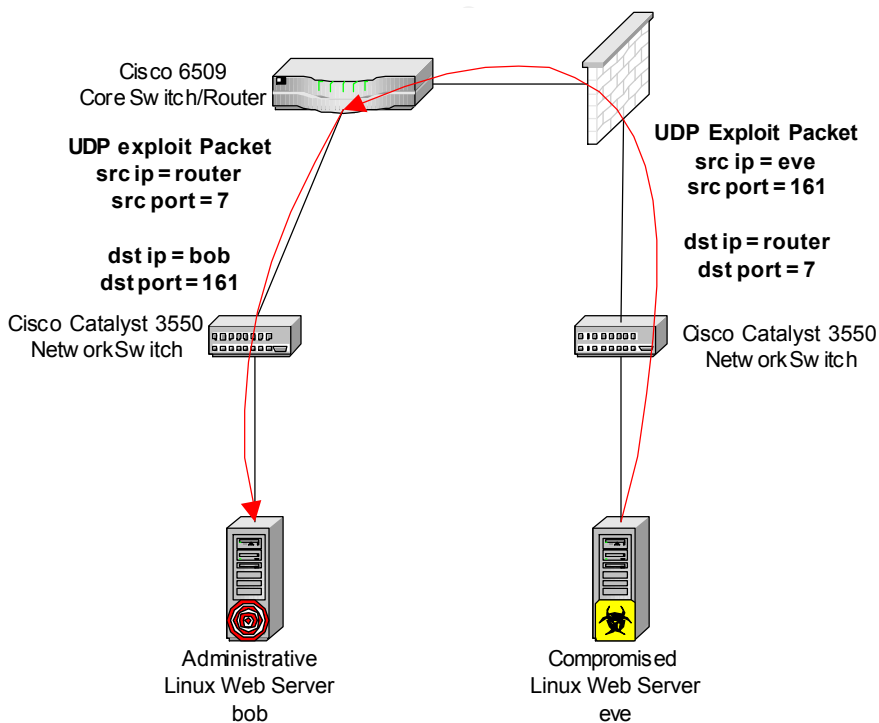 Cisco 6509
Core Switch/Router
UDP exploit Packet
src ip = router
src port = 7
dst ip = bob
dst port = 161
UDP Exploit Packet
src ip = eve
src port = 161
dst ip = router
dst port = 7
Cisco Catalyst 3550
Network Switch
Cisco Catalyst 3550
Network Switch
Administrative
Linux Web Server
bob
Compromised
Linux Web Server
eve